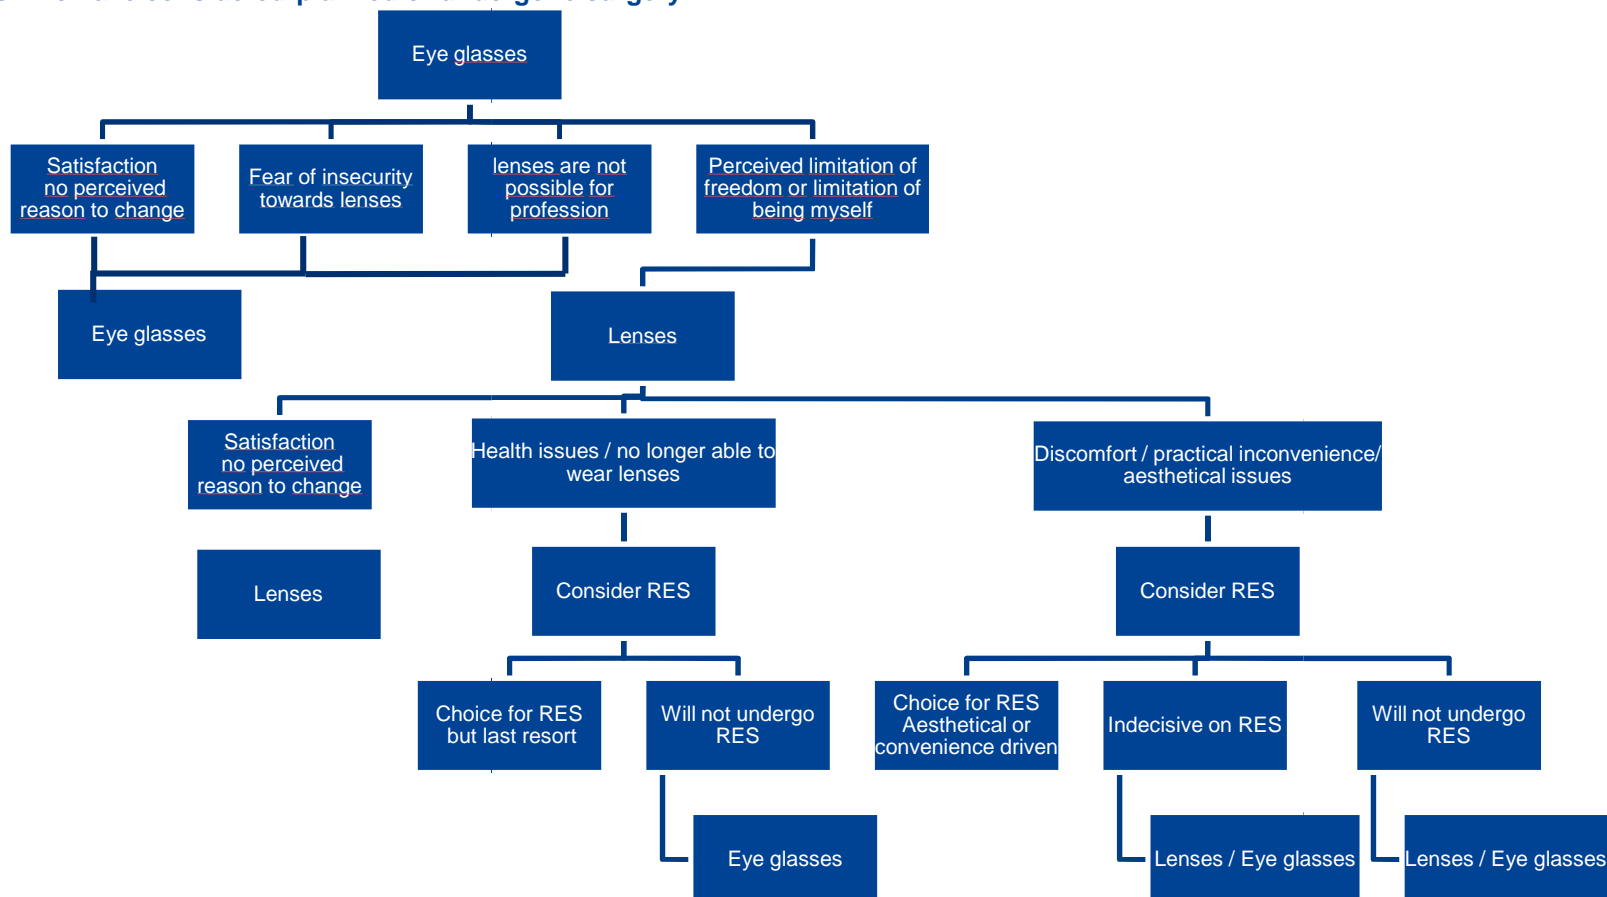 Eye glasses
Satisfaction
no perceived
reason to change
Fear of insecurity
towards lenses
lenses are not
possible for
profession
Perceived limitation of
freedom or limitation of
being myself
Eye glasses
Lenses
Satisfaction
no perceived
reason to change
Health issues / no longer able to
wear lenses
Discomfort / practical inconvenience/
aesthetical issues
Lenses
Consider RES
Consider RES
Choice for RES
but last resort
Will not undergo
RES
Choice for RES
Aesthetical or
convenience driven
Indecisive on RES
Will not undergo
RES
Eye glasses
Lenses / Eye glasses
Lenses / Eye glasses